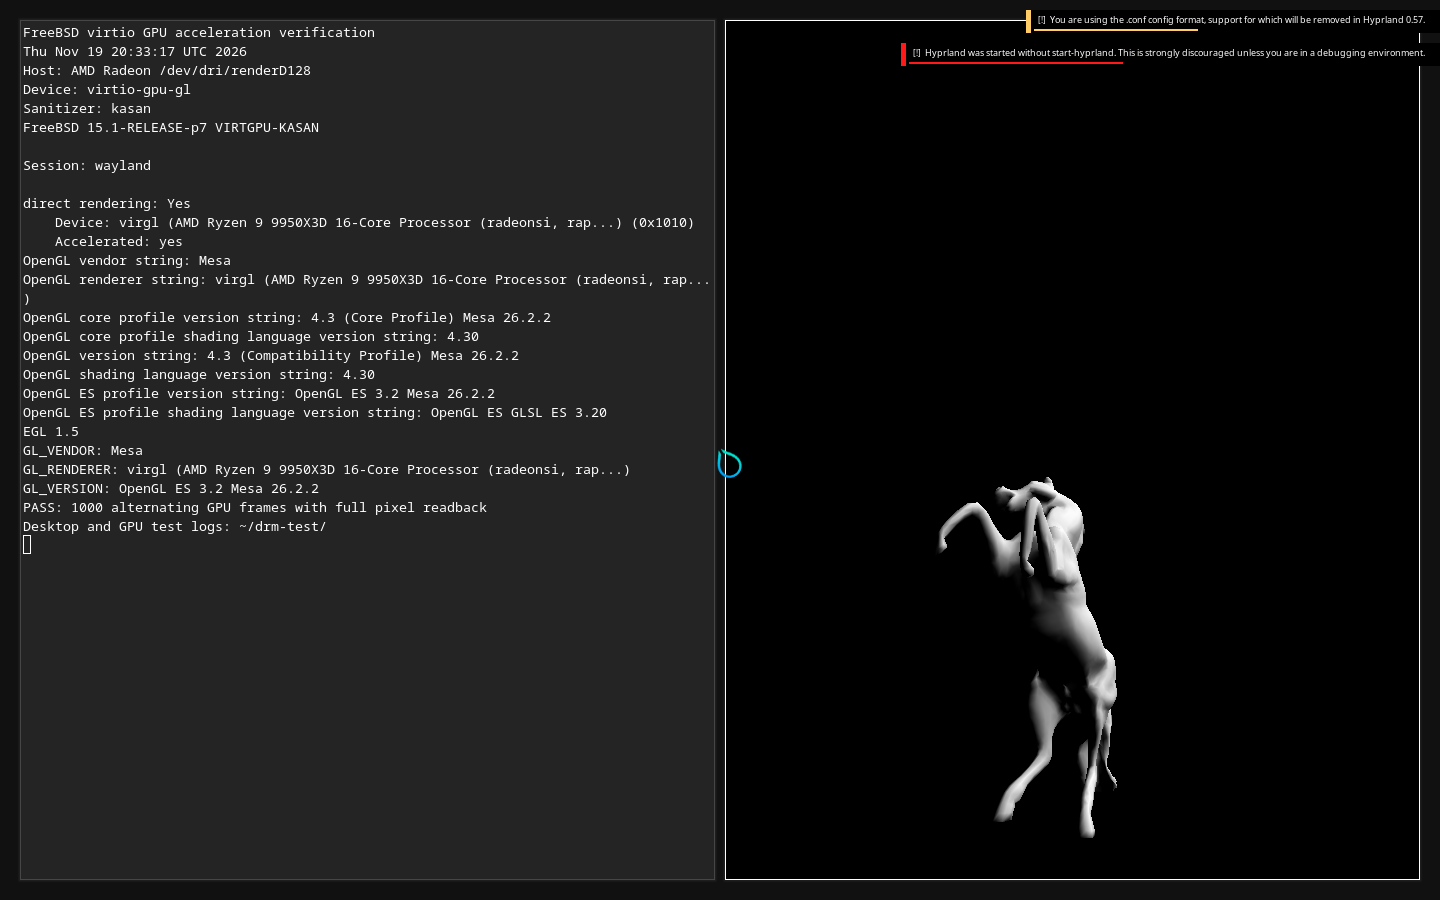 FreeBSD virtio GPU acceleration verification
Thu Nov 19 20:33:17 UTC 2026
Host: AMD Radeon /dev/dri/renderD128
Device: virtio-gpu-gl
Sanitizer: kasan
FreeBSD 15.1-RELEASE-p7 VIRTGPU-KASAN
Session: wayland
direct rendering: Yes
    Device: virgl (AMD Ryzen 9 9950X3D 16-Core Processor (radeonsi, rap...) (0x1010)
    Accelerated: yes
OpenGL vendor string: Mesa
OpenGL renderer string: virgl (AMD Ryzen 9 9950X3D 16-Core Processor (radeonsi, rap...
)
OpenGL core profile version string: 4.3 (Core Profile) Mesa 26.2.2
OpenGL core profile shading language version string: 4.30
OpenGL version string: 4.3 (Compatibility Profile) Mesa 26.2.2
OpenGL shading language version string: 4.30
OpenGL ES profile version string: OpenGL ES 3.2 Mesa 26.2.2
OpenGL ES profile shading language version string: OpenGL ES GLSL ES 3.20
EGL 1.5
GL_VENDOR: Mesa
GL_RENDERER: virgl (AMD Ryzen 9 9950X3D 16-Core Processor (radeonsi, rap...)
GL_VERSION: OpenGL ES 3.2 Mesa 26.2.2
PASS: 1000 alternating GPU frames with full pixel readback
Desktop and GPU test logs: ~/drm-test/
[!] You are using the .conf config format, support for which will be removed in Hyprland 0.57.
[!] Hyprland was started without start-hyprland. This is strongly discouraged unless you are in a debugging environment.